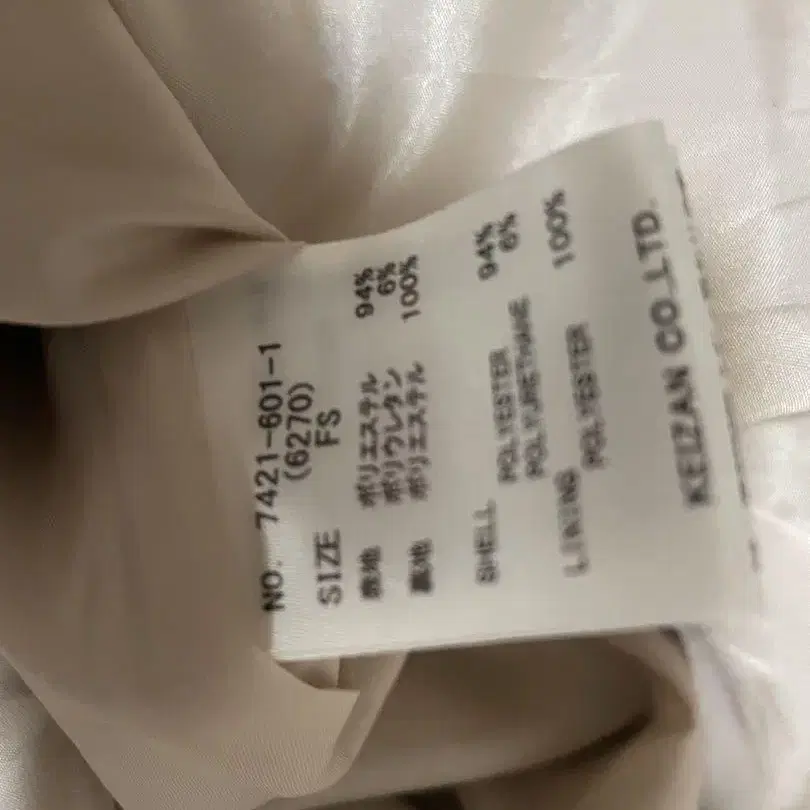 NO. 7421-601-1
(6270)
SIZE FS
表地 ポリエステル 94%
ポリウレタン 6%
裏地 ポリエステル 100%
SHELL POLYESTER 94%
POLYURETHANE 6%
LINING POLYESTER 100%
KEIZAN CO.,LTD.